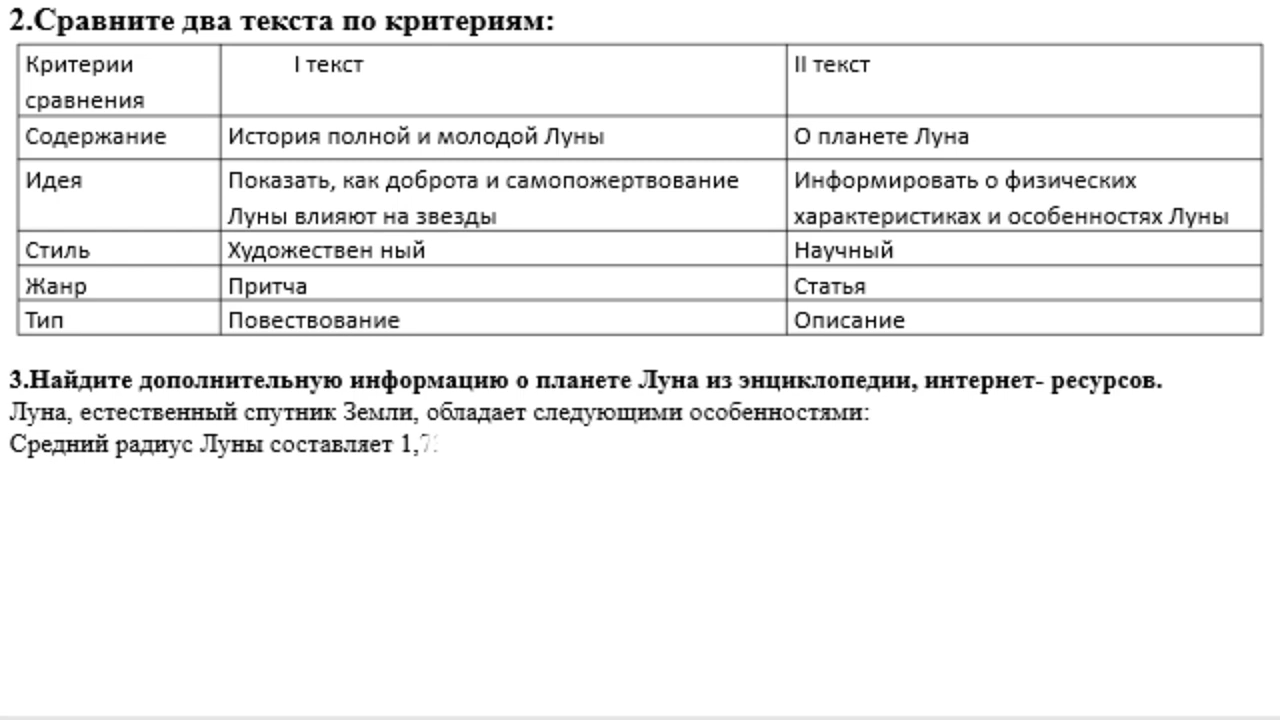 2.Сравните два текста по критериям:
Критерии сравнения
I текст
II текст
Содержание
История полной и молодой Луны
О планете Луна
Идея
Показать, как доброта и самопожертвование
Луны влияют на звезды
Информировать о физических
характеристиках и особенностях Луны
Стиль
Художествен ный
Научный
Жанр
Притча
Статья
Тип
Повествование
Описание
3.Найдите дополнительную информацию о планете Луна из энциклопедии, интернет- ресурсов.
Луна, естественный спутник Земли, обладает следующими особенностями:
Средний радиус Луны составляет